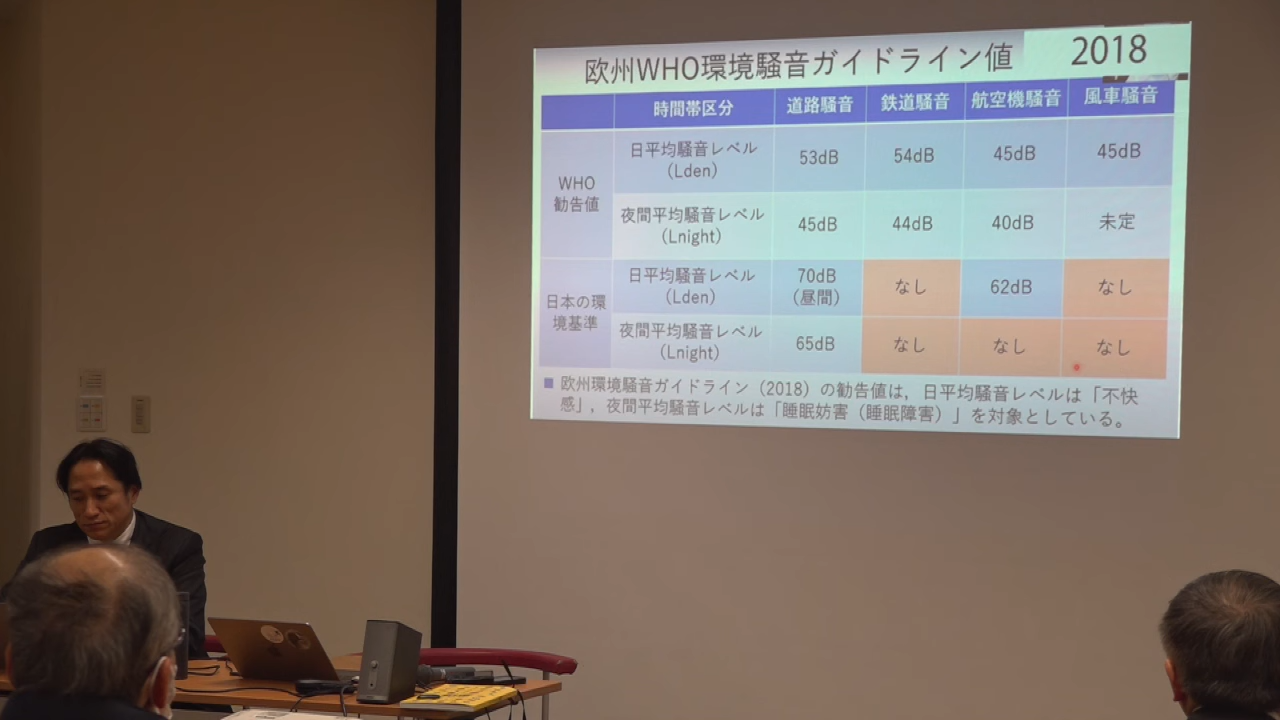 欧州WHO環境騒音ガイドライン値 2018
時間帯区分 道路騒音 鉄道騒音 航空機騒音 風車騒音
WHO
勧告値
日平均騒音レベル
(Lden)
53dB 54dB 45dB 45dB
夜間平均騒音レベル
(Lnight)
45dB 44dB 40dB 未定
日本の環
境基準
日平均騒音レベル
(Lden)
70dB
(昼間)
なし 62dB なし
夜間平均騒音レベル
(Lnight)
65dB なし なし なし
■ 欧州環境騒音ガイドライン（2018）の勧告値は，日平均騒音レベルは「不快
感」，夜間平均騒音レベルは「睡眠妨害（睡眠障害）」を対象としている。